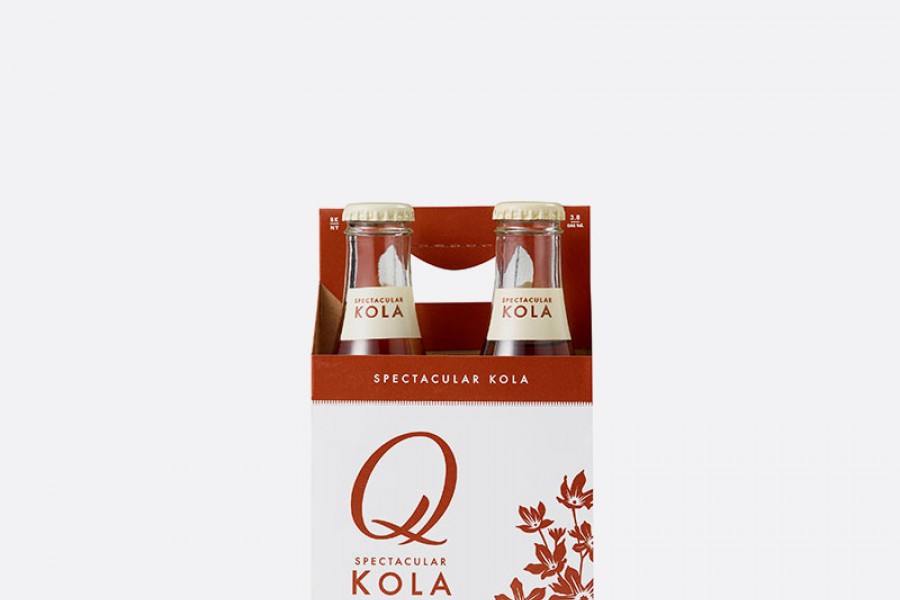 SPECTACULAR
KOLA
SPECTACULAR
KOLA
SPECTACULAR KOLA
Q
SPECTACULAR
KOLA